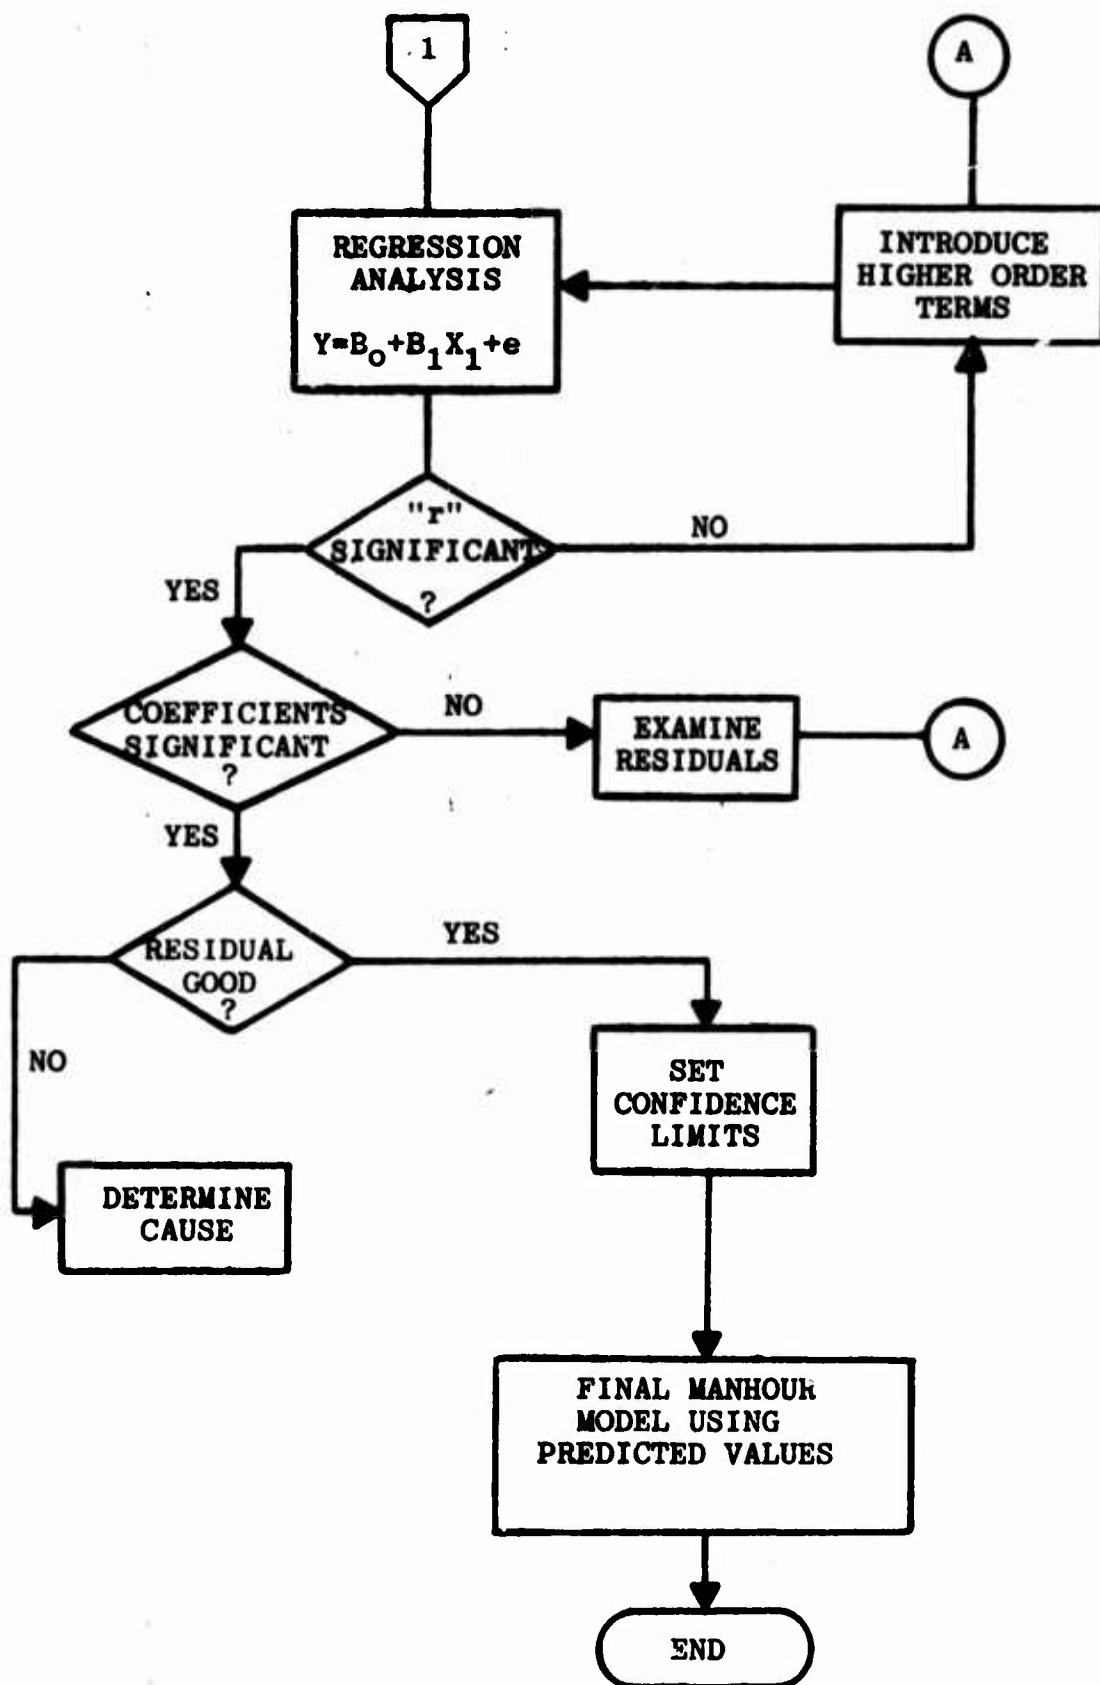 1
A
REGRESSION
ANALYSIS
Y=B₀+B₁X₁+e
INTRODUCE
HIGHER ORDER
TERMS
"r"
SIGNIFICANT
?
NO
YES
COEFFICIENTS
SIGNIFICANT
?
NO
EXAMINE
RESIDUALS
A
YES
RESIDUAL
GOOD
?
YES
NO
SET
CONFIDENCE
LIMITS
DETERMINE
CAUSE
FINAL MANHOUR
MODEL USING
PREDICTED VALUES
END